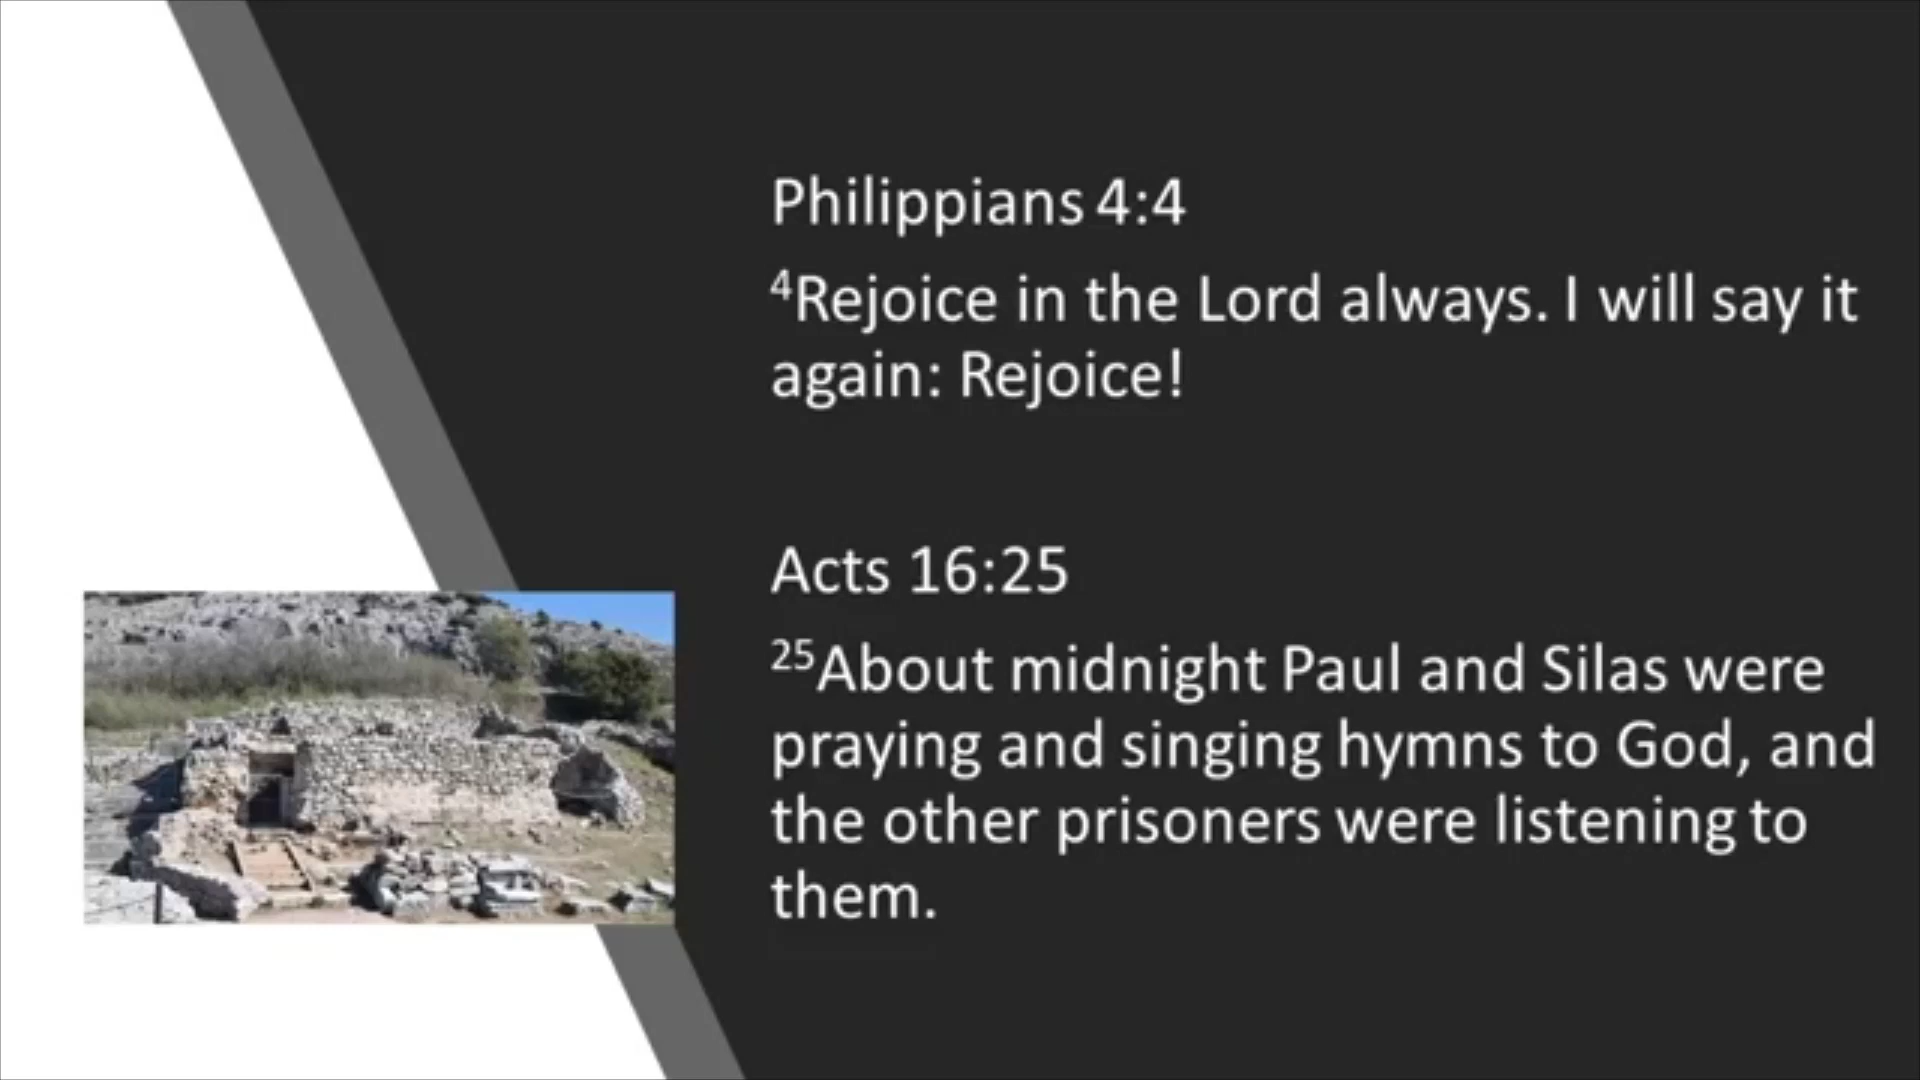 Philippians 4:4
⁴Rejoice in the Lord always. I will say it
again: Rejoice!
Acts 16:25
²⁵About midnight Paul and Silas were
praying and singing hymns to God, and
the other prisoners were listening to
them.